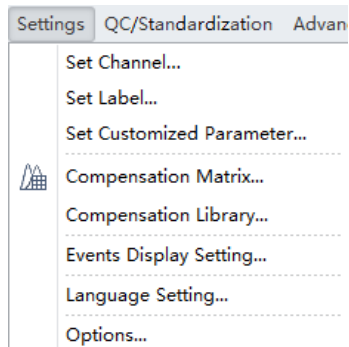 Settings QC/Standardization
Set Channel...
Set Label...
Set Customized Parameter...
Compensation Matrix...
Compensation Library...
Events Display Setting...
Language Setting...
Options...